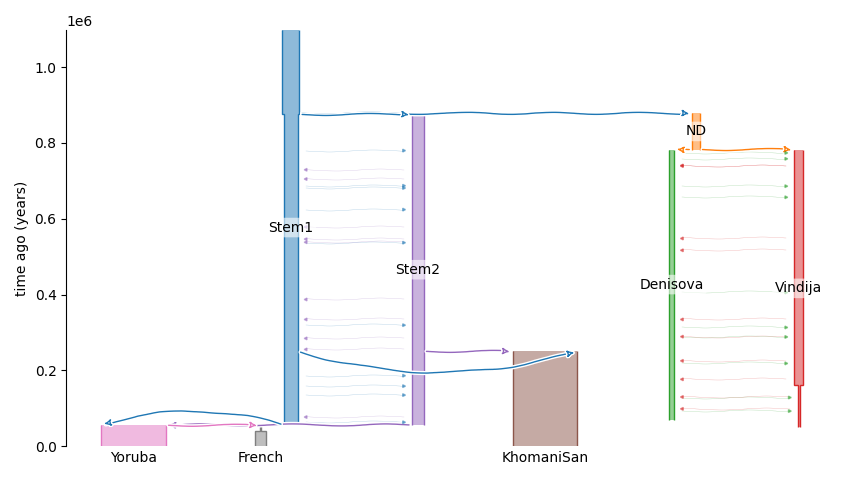 1e6
1.0
0.8
0.6
0.4
0.2
0.0
time ago (years)
ND
Stem1
Stem2
Denisova
Vindija
Yoruba
French
KhomaniSan